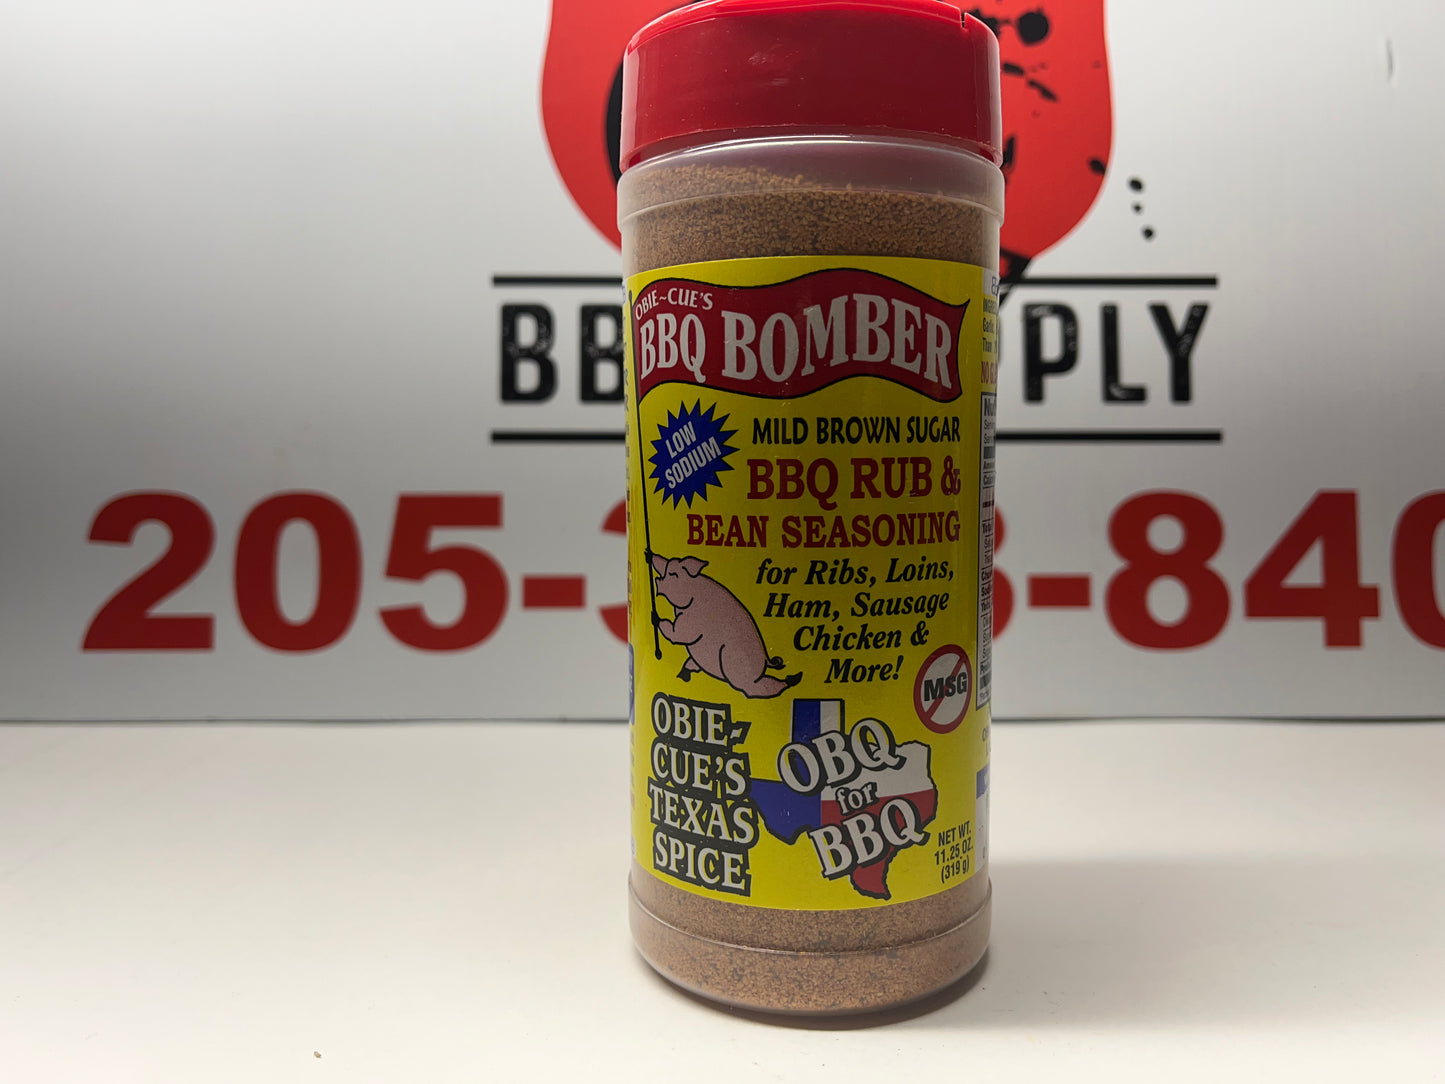 OBIE~CUE'S
BBQ BOMBER
LOW
SODIUM
MILD BROWN SUGAR
BBQ RUB &
BEAN SEASONING
for Ribs, Loins,
Ham, Sausage
Chicken &
More!
MSG
OBIE-
CUE'S
TEXAS
SPICE
OBQ
for
BBQ
NET WT.
11.25 OZ.
(319 g)
BB
PLY
205-
-840